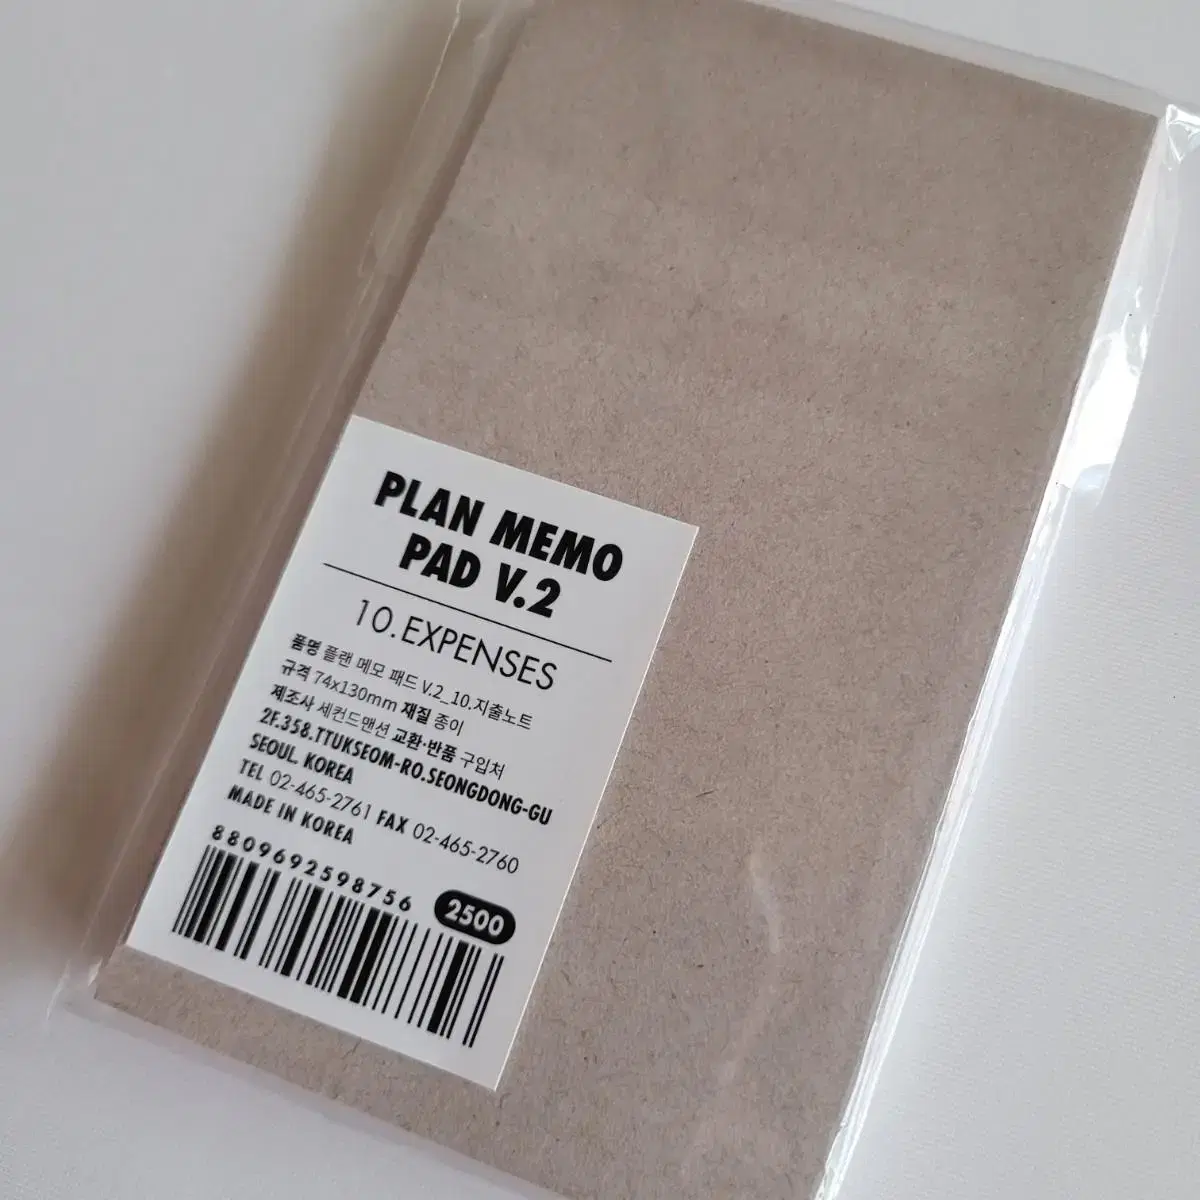 PLAN MEMO
PAD V.2
10.EXPENSES
품명 플랜 메모 패드 V.2_10.지출노트
규격 74x130mm 재질 종이
제조사 세컨드맨션 교환·반품 구입처
2F.358.TTUKSEOM-RO.SEONGDONG-GU
SEOUL. KOREA
TEL 02-465-2761 FAX 02-465-2760
MADE IN KOREA
8809692598756
2500